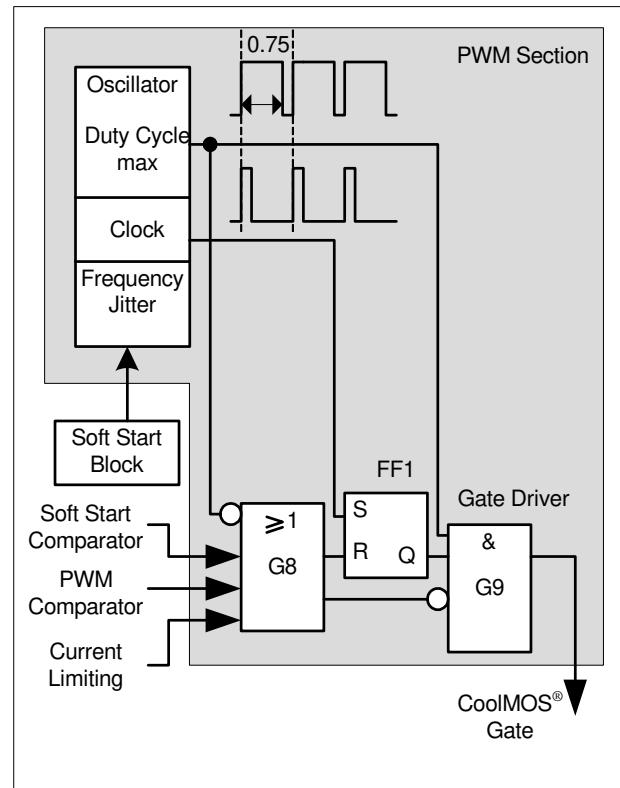 0.75
PWM Section
Oscillator
Duty Cycle
max
Clock
Frequency
Jitter
Soft Start
Block
FF1
Soft Start
Comparator
PWM
Comparator
Current
Limiting
≥1
G8
S
R
Q
Gate Driver
&
G9
CoolMOS®
Gate